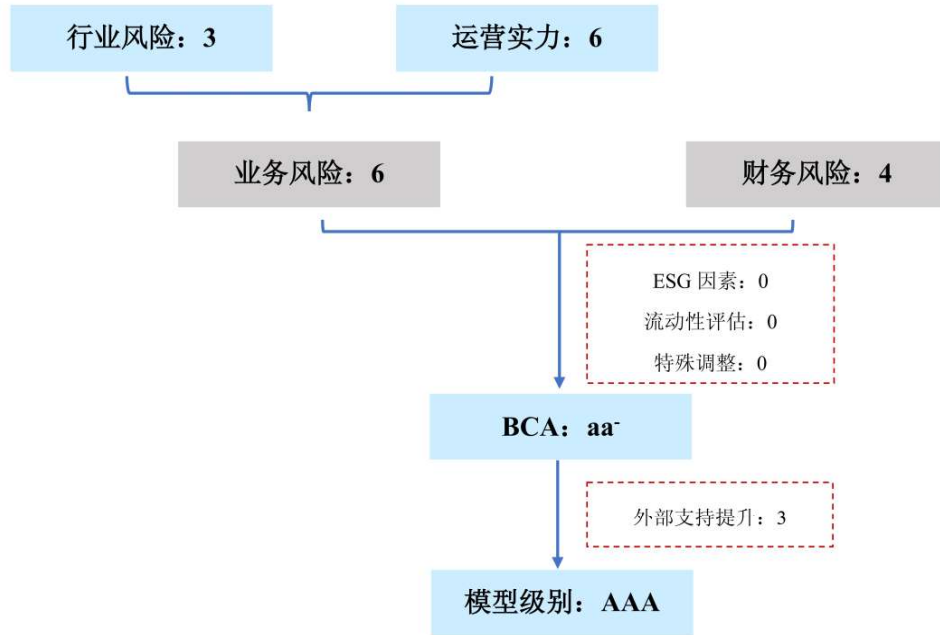 行业风险：3
运营实力：6
业务风险：6
财务风险：4
ESG 因素：0
流动性评估：0
特殊调整：0
BCA：aa⁻
外部支持提升：3
模型级别：AAA